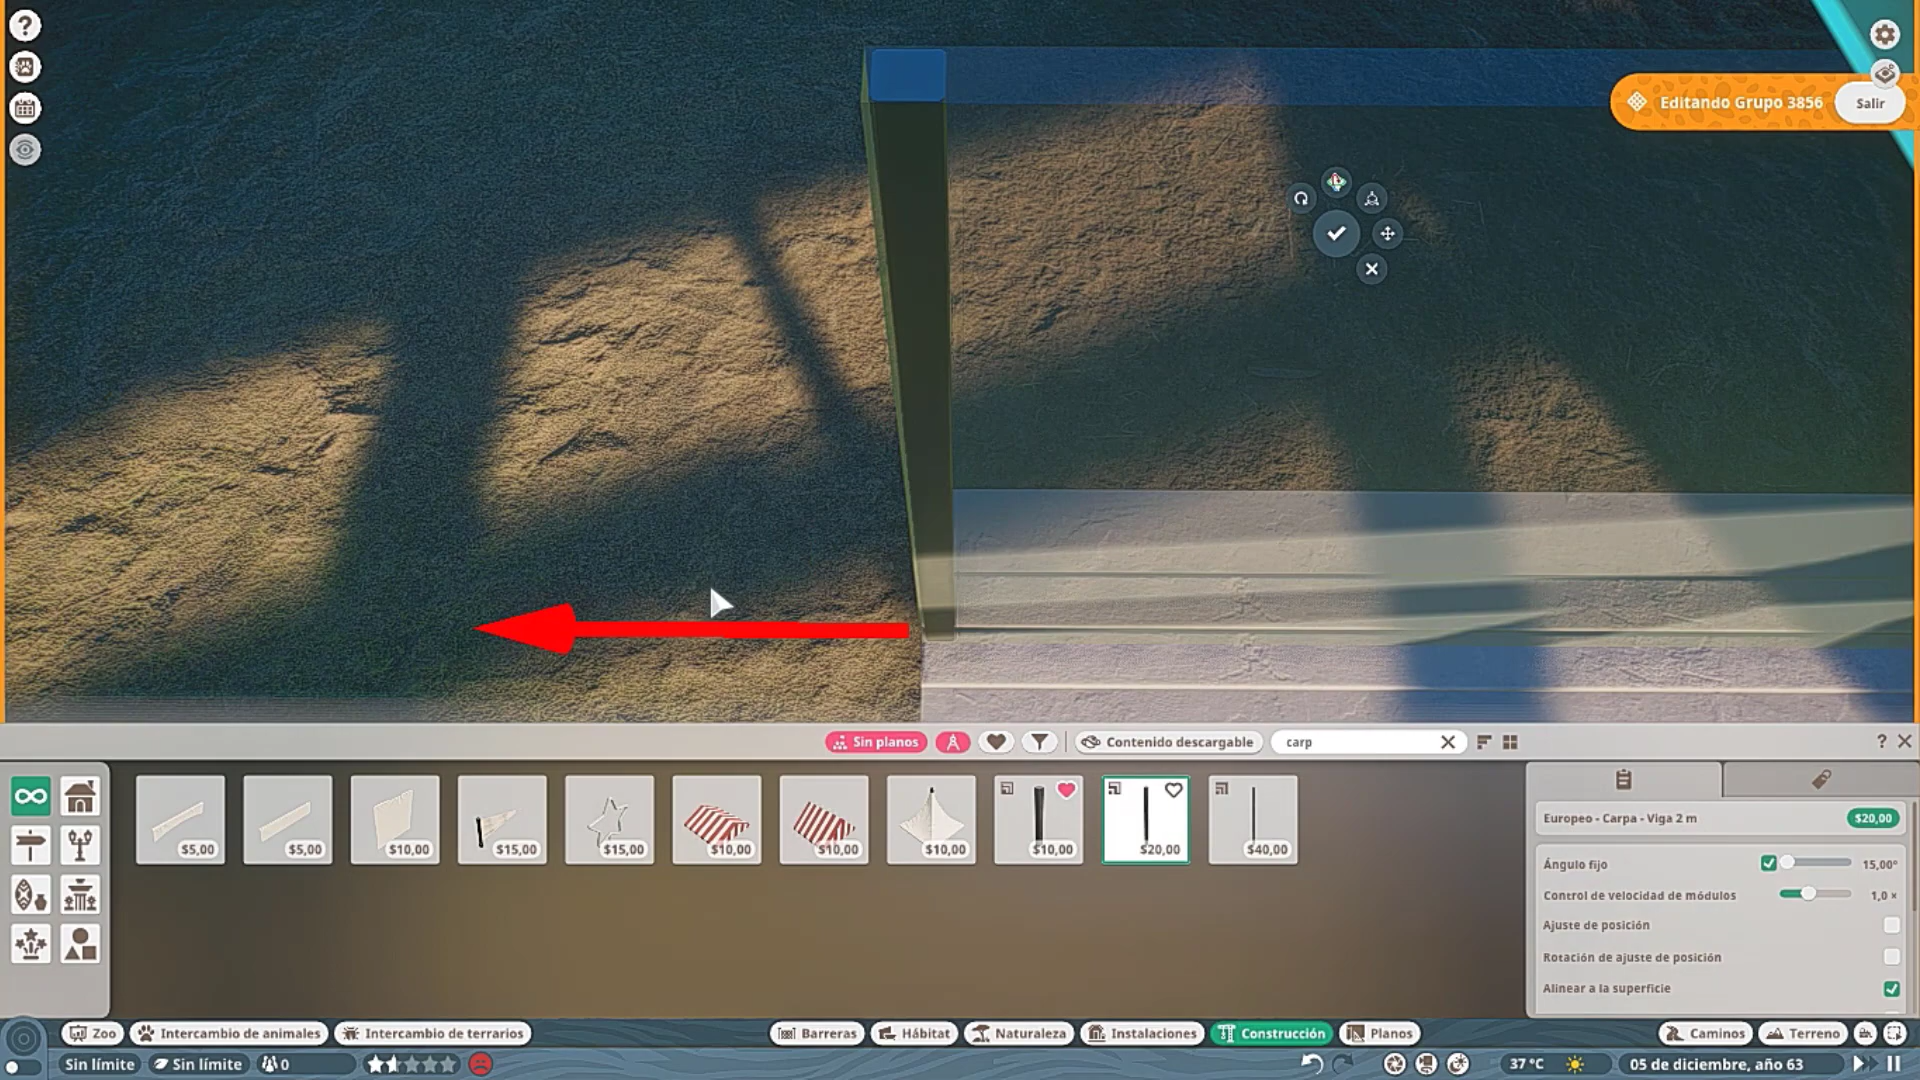 Editando Grupo 3856
Salir
Sin planos
Contenido descargable
carp
$5,00
$5,00
$10,00
$15,00
$15,00
$10,00
$10,00
$10,00
$10,00
$20,00
$40,00
Europeo - Carpa - Viga 2 m
$20,00
Ángulo fijo
15,00°
Control de velocidad de módulos
1,0 ×
Ajuste de posición
Rotación de ajuste de posición
Alinear a la superficie
Zoo
Intercambio de animales
Intercambio de terrarios
Barreras
Hábitat
Naturaleza
Instalaciones
Construcción
Planos
Caminos
Terreno
Sin límite
Sin límite
0
37 °C
05 de diciembre, año 63